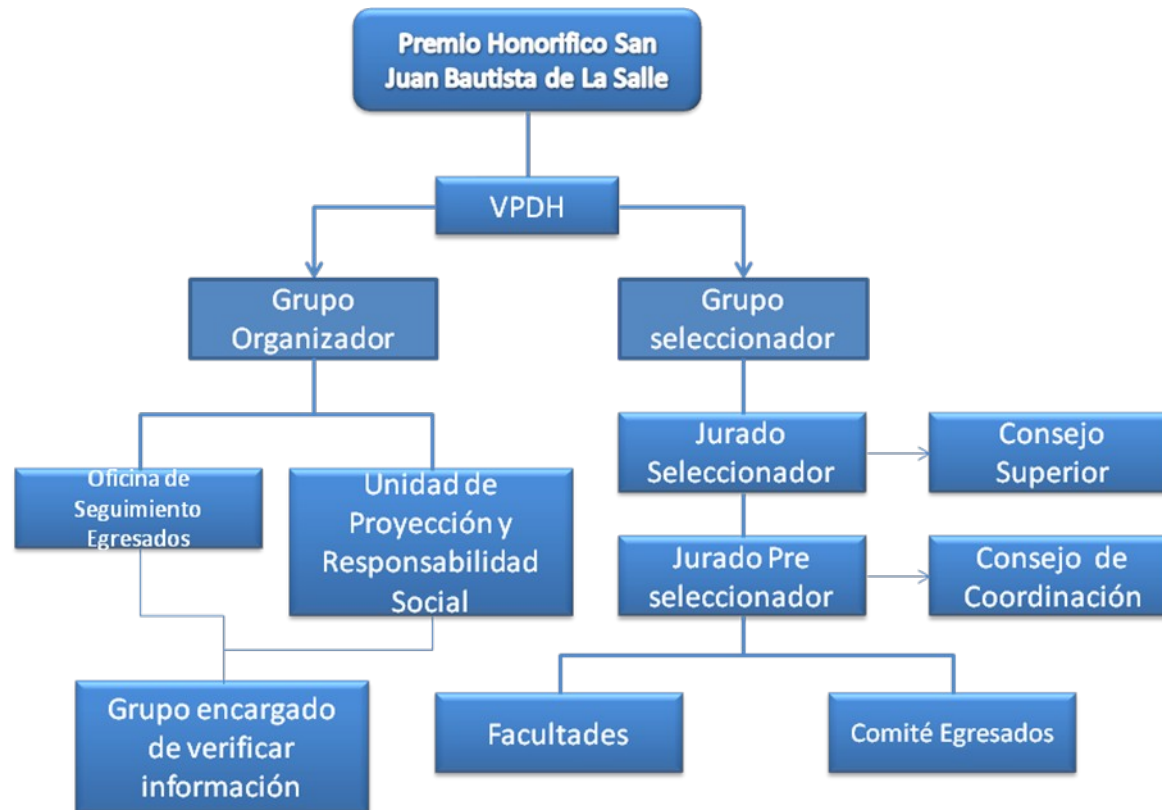 Premio Honorifico San
Juan Bautista de La Salle
VPDH
Grupo
Organizador
Grupo
seleccionador
Jurado
Seleccionador
Consejo
Superior
Oficina de
Seguimiento
Egresados
Unidad de
Proyección y
Responsabilidad
Social
Jurado Pre
seleccionador
Consejo de
Coordinación
Grupo encargado
de verificar
información
Facultades
Comité Egresados